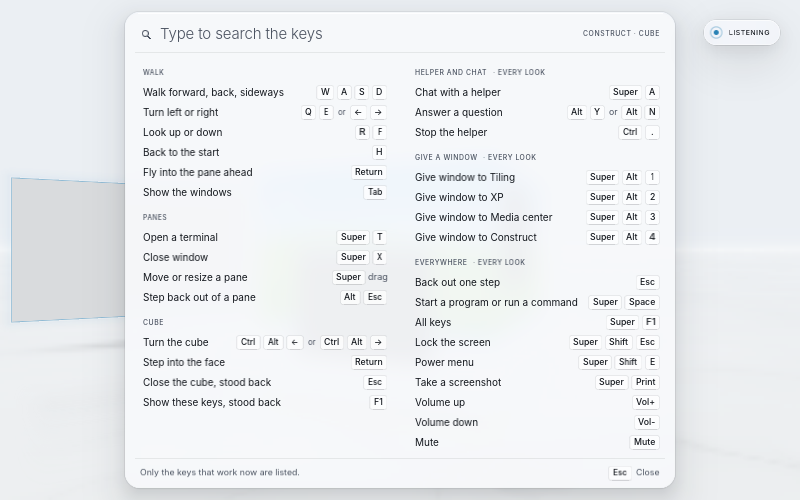 Type to search the keys
CONSTRUCT · CUBE
LISTENING
WALK
Walk forward, back, sideways W A S D
Turn left or right Q E or ← →
Look up or down R F
Back to the start H
Fly into the pane ahead Return
Show the windows Tab
PANES
Open a terminal Super T
Close window Super X
Move or resize a pane Super drag
Step back out of a pane Alt Esc
CUBE
Turn the cube Ctrl Alt ← or Ctrl Alt →
Step into the face Return
Close the cube, stood back Esc
Show these keys, stood back F1
HELPER AND CHAT · EVERY LOOK
Chat with a helper Super A
Answer a question Alt Y or Alt N
Stop the helper Ctrl .
GIVE A WINDOW · EVERY LOOK
Give window to Tiling Super Alt 1
Give window to XP Super Alt 2
Give window to Media center Super Alt 3
Give window to Construct Super Alt 4
EVERYWHERE · EVERY LOOK
Back out one step Esc
Start a program or run a command Super Space
All keys Super F1
Lock the screen Super Shift Esc
Power menu Super Shift E
Take a screenshot Super Print
Volume up Vol+
Volume down Vol-
Mute Mute
Only the keys that work now are listed.
Esc Close